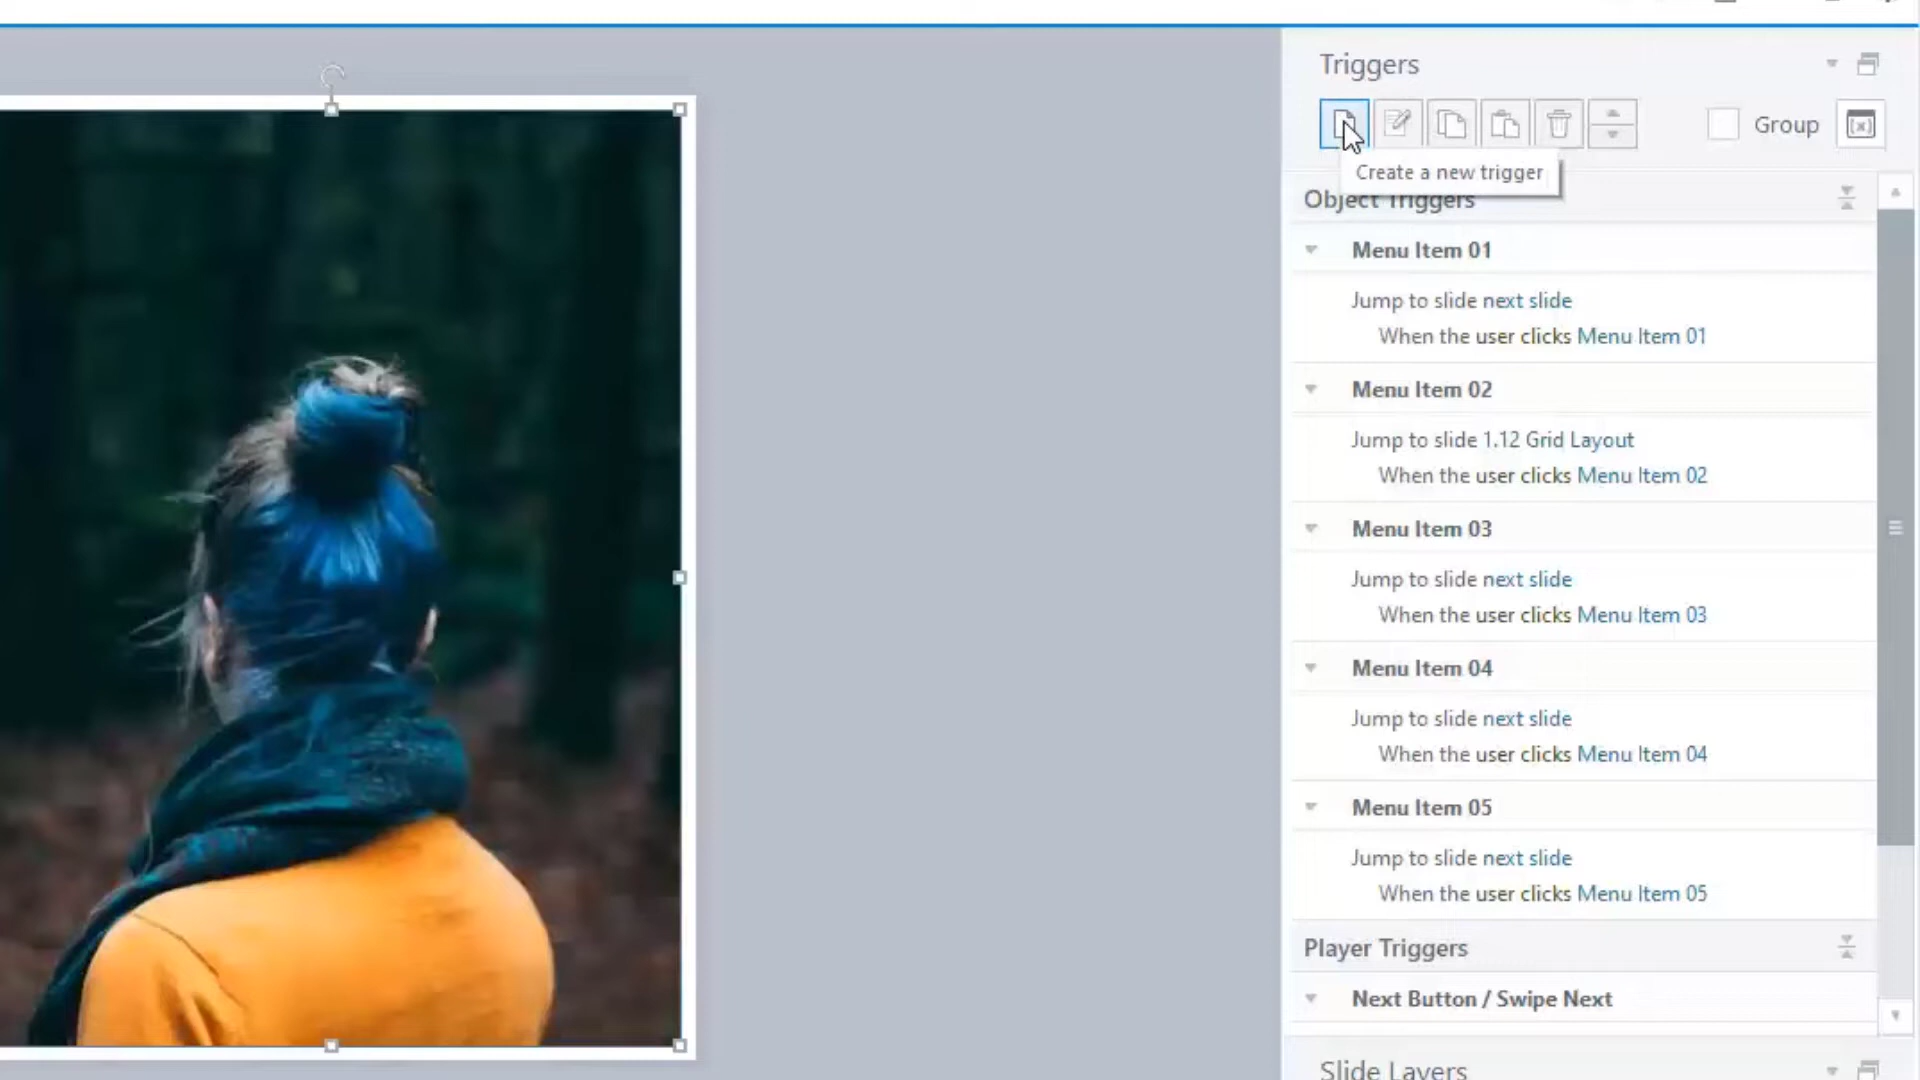 Triggers
Group
Create a new trigger
Object Triggers
Menu Item 01
Jump to slide next slide
When the user clicks Menu Item 01
Menu Item 02
Jump to slide 1.12 Grid Layout
When the user clicks Menu Item 02
Menu Item 03
Jump to slide next slide
When the user clicks Menu Item 03
Menu Item 04
Jump to slide next slide
When the user clicks Menu Item 04
Menu Item 05
Jump to slide next slide
When the user clicks Menu Item 05
Player Triggers
Next Button / Swipe Next
Slide Layers